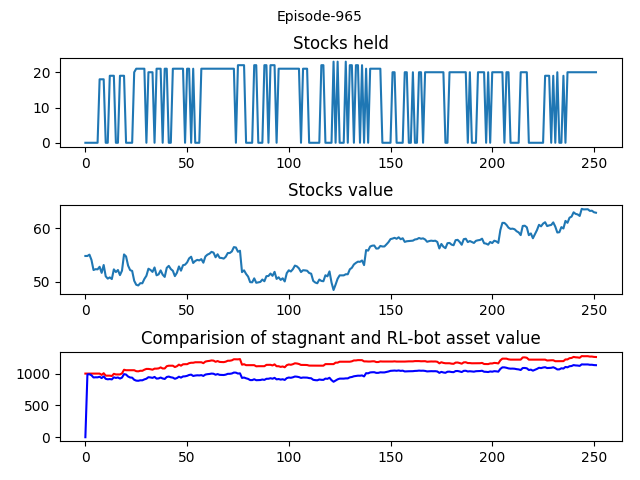 Episode-965
Stocks held
20
10
0
0 50 100 150 200 250
Stocks value
60
50
0 50 100 150 200 250
Comparision of stagnant and RL-bot asset value
1000
500
0
0 50 100 150 200 250